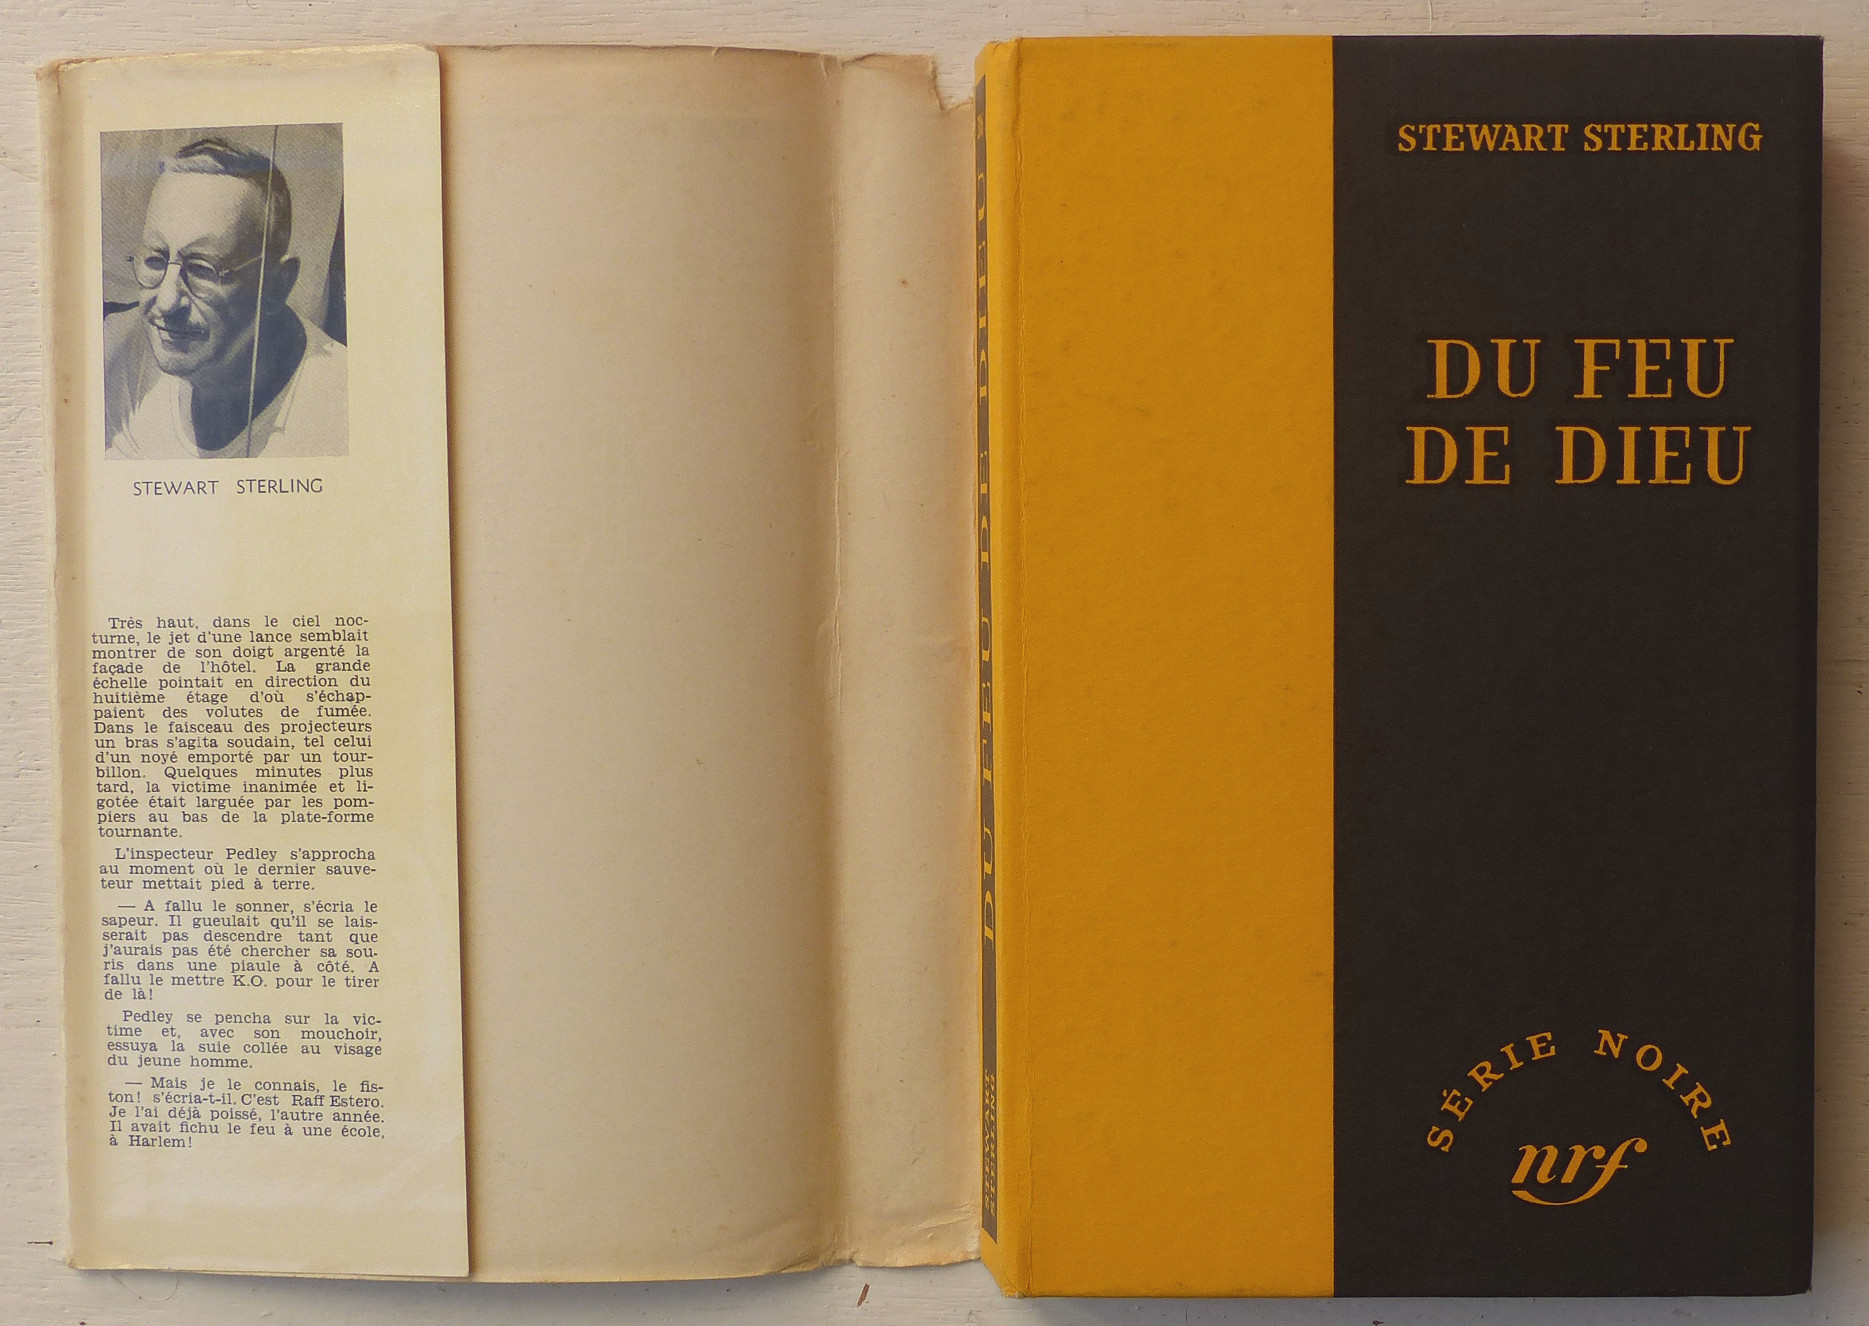 STEWART STERLING
Très haut, dans le ciel noc-
turne, le jet d'une lance semblait
montrer de son doigt argenté la
façade de l'hôtel. La grande
échelle pointait en direction du
huitième étage d'où s'échap-
paient des volutes de fumée.
Dans le faisceau des projecteurs
un bras s'agita soudain, tel celui
d'un noyé emporté par un tour-
billon. Quelques minutes plus
tard, la victime inanimée et li-
gotée était larguée par les pom-
piers au bas de la plate-forme
tournante.
L'inspecteur Pedley s'approcha
au moment où le dernier sauve-
teur mettait pied à terre.
— A fallu le sonner, s'écria le
sapeur. Il gueulait qu'il se lais-
serait pas descendre tant que
j'aurais pas été chercher sa sou-
ris dans une piaule à côté. A
fallu le mettre K.O. pour le tirer
de là!
Pedley se pencha sur la vic-
time et, avec son mouchoir,
essuya la suie collée au visage
du jeune homme.
— Mais je le connais, le fis-
ton! s'écria-t-il. C'est Raff Estero.
Je l'ai déjà poissé, l'autre année.
Il avait fichu le feu à une école,
à Harlem!
DU FEU DE DIEU
STEWART
STERLING
STEWART STERLING
DU FEU
DE DIEU
SÉRIE NOIRE
nrf